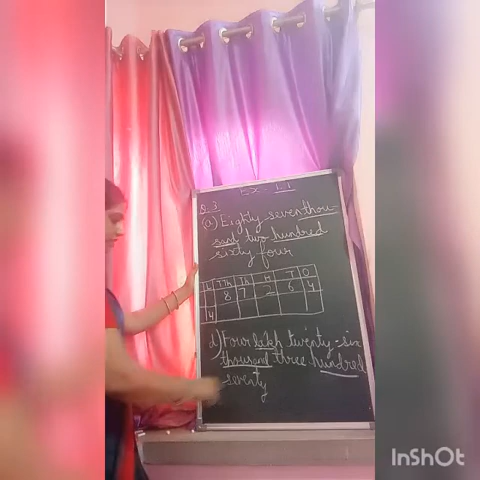 Ex - 1.1
Q.3
(a) Eighty seven thou-
sand two hundred
sixty four
L T Th Th H T O
8 7 2 6 4
4
d) Four lakh twenty-six
thousand three hundred
seventy
InShOt